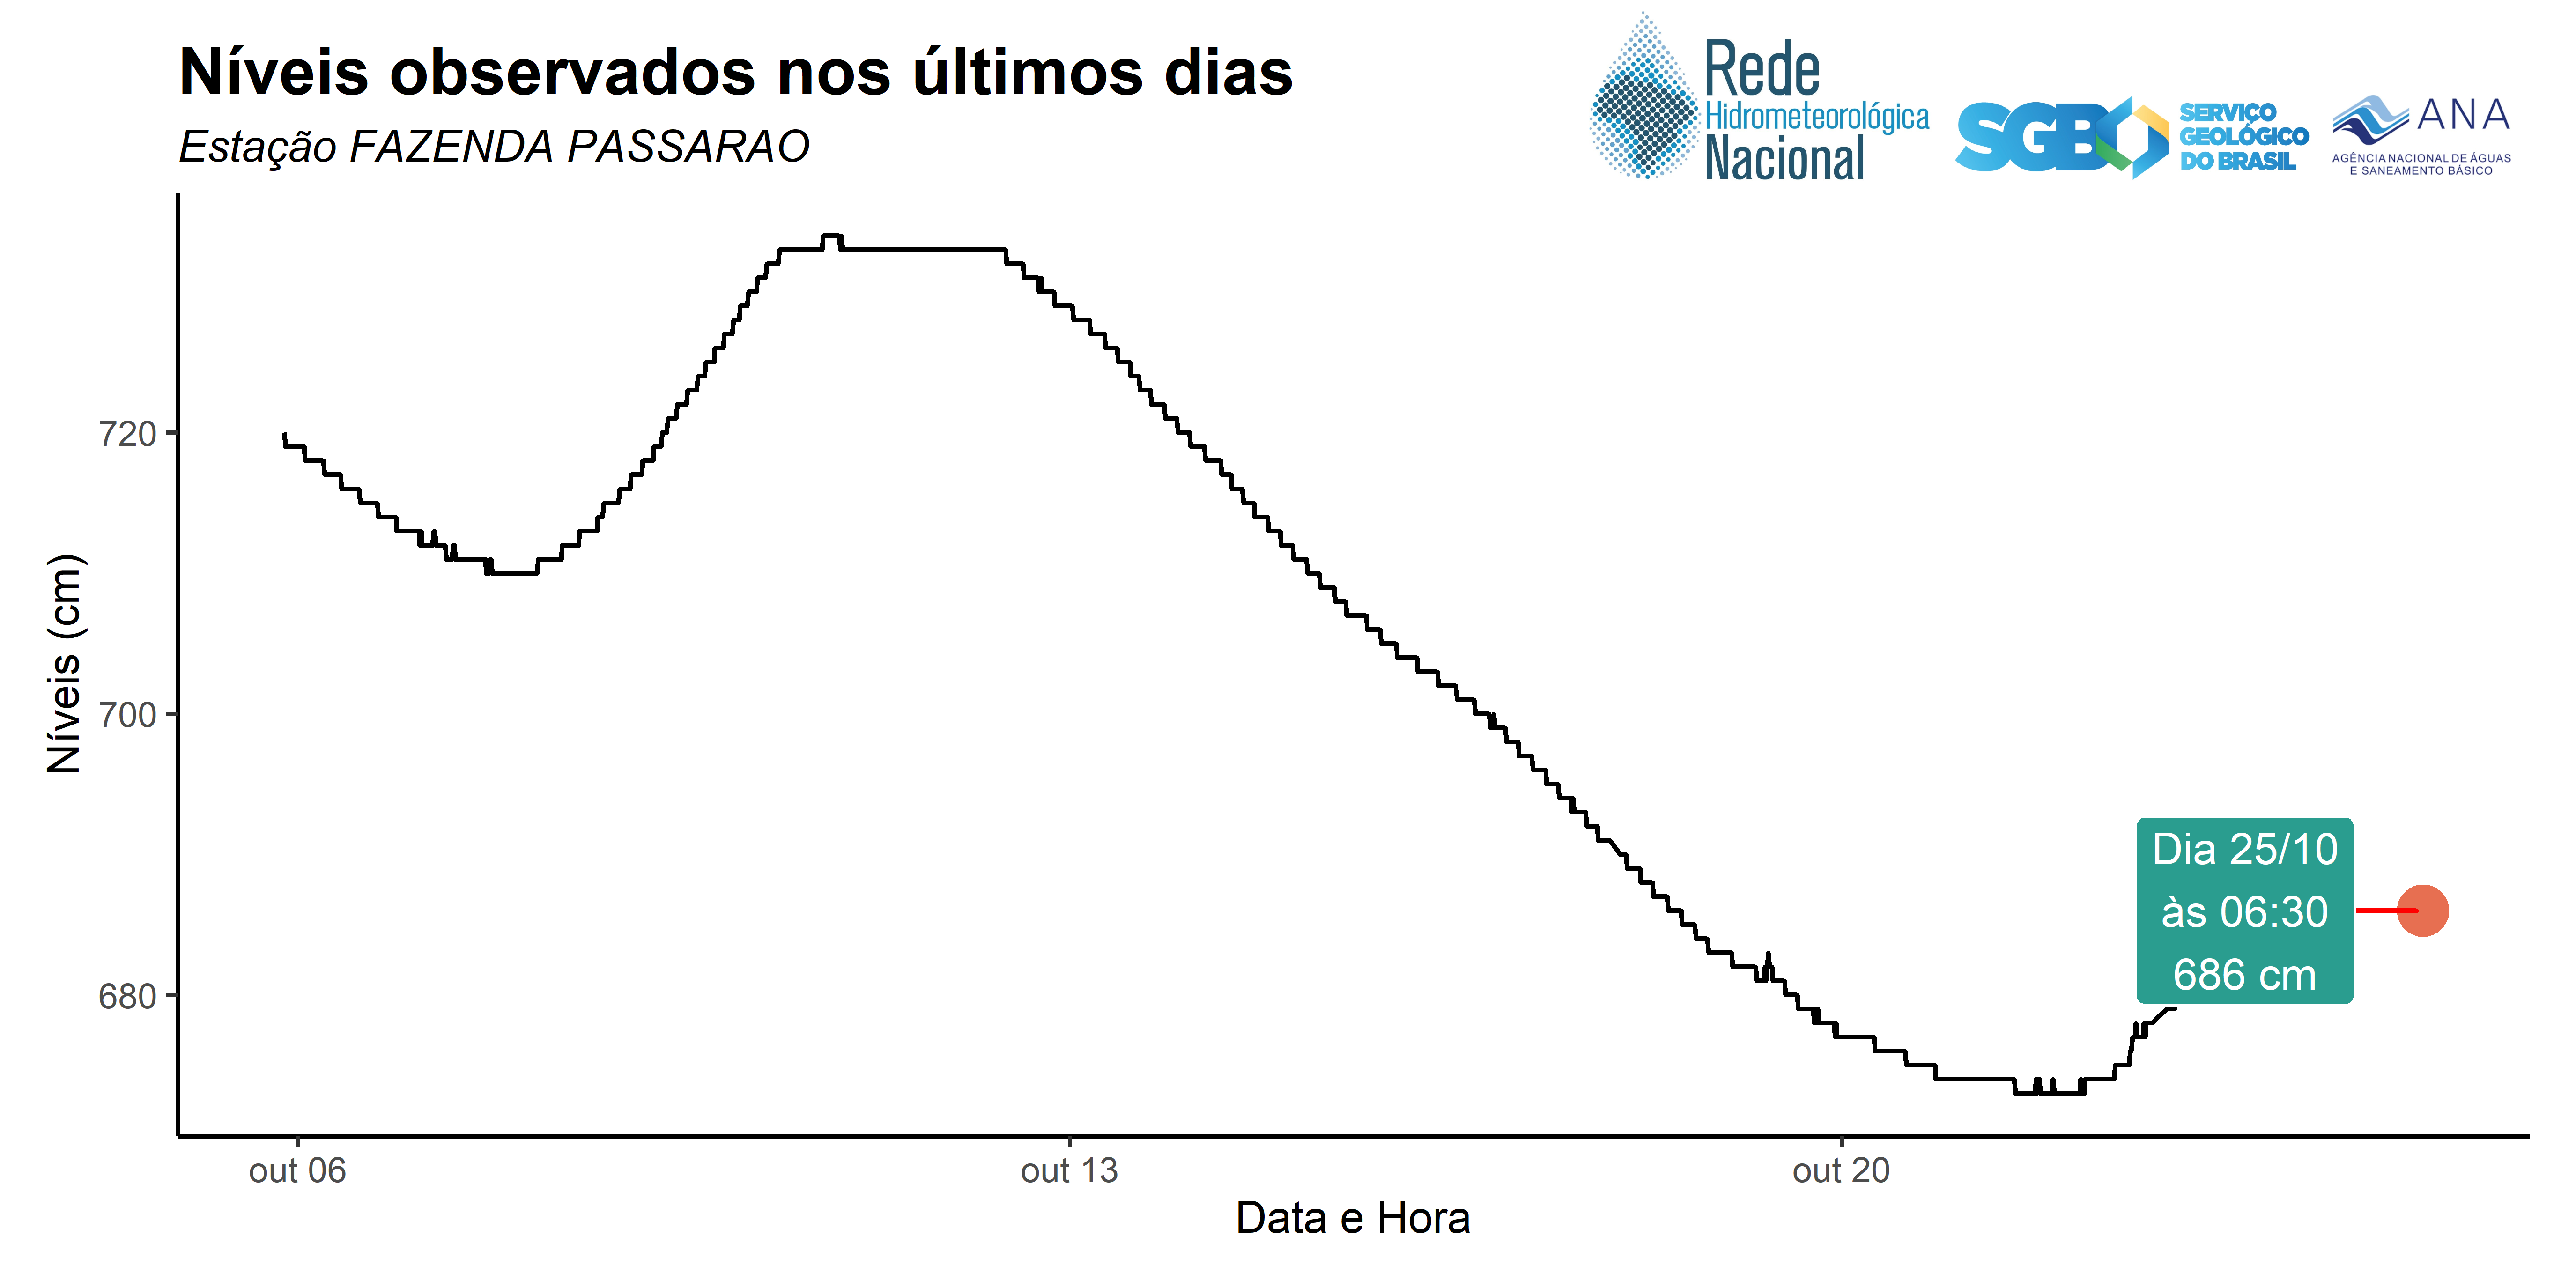 Níveis observados nos últimos dias
Estação FAZENDA PASSARAO
Rede
Hidrometeorológica
Nacional
SGB
SERVIÇO
GEOLÓGICO
DO BRASIL
ANA
AGÊNCIA NACIONAL DE ÁGUAS
E SANEAMENTO BÁSICO
Níveis (cm)
720
700
680
Dia 25/10
às 06:30
686 cm
out 06
out 13
out 20
Data e Hora